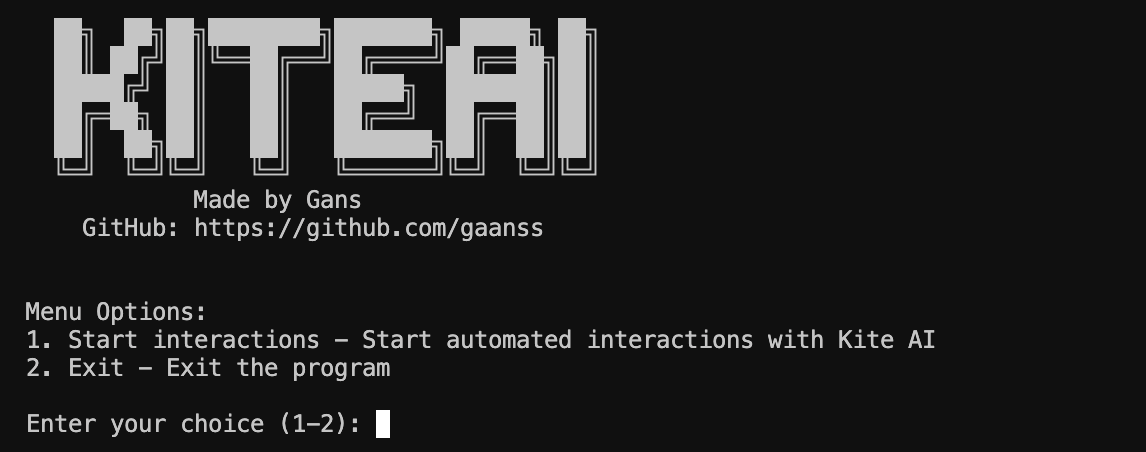 KITEAI
Made by Gans
GitHub: https://github.com/gaanss
Menu Options:
1. Start interactions - Start automated interactions with Kite AI
2. Exit - Exit the program
Enter your choice (1-2):